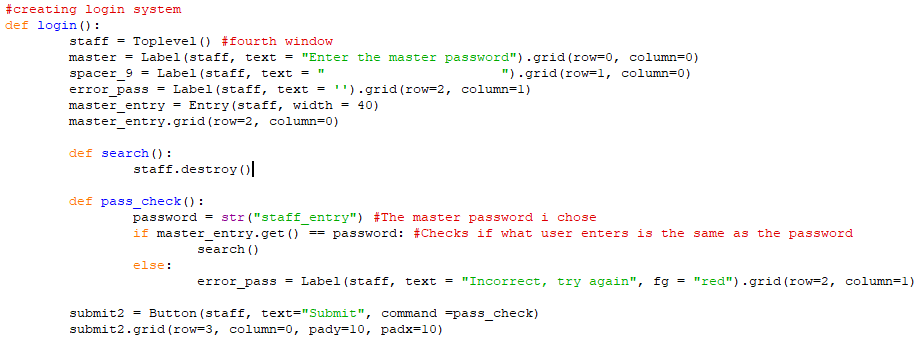 #creating login system
def login():
        staff = Toplevel() #fourth window
        master = Label(staff, text = "Enter the master password").grid(row=0, column=0)
        spacer_9 = Label(staff, text = "                      ").grid(row=1, column=0)
        error_pass = Label(staff, text = '').grid(row=2, column=1)
        master_entry = Entry(staff, width = 40)
        master_entry.grid(row=2, column=0)

        def search():
                staff.destroy()

        def pass_check():
                password = str("staff_entry") #The master password i chose
                if master_entry.get() == password: #Checks if what user enters is the same as the password
                        search()
                else:
                        error_pass = Label(staff, text = "Incorrect, try again", fg = "red").grid(row=2, column=1)

        submit2 = Button(staff, text="Submit", command =pass_check)
        submit2.grid(row=3, column=0, pady=10, padx=10)